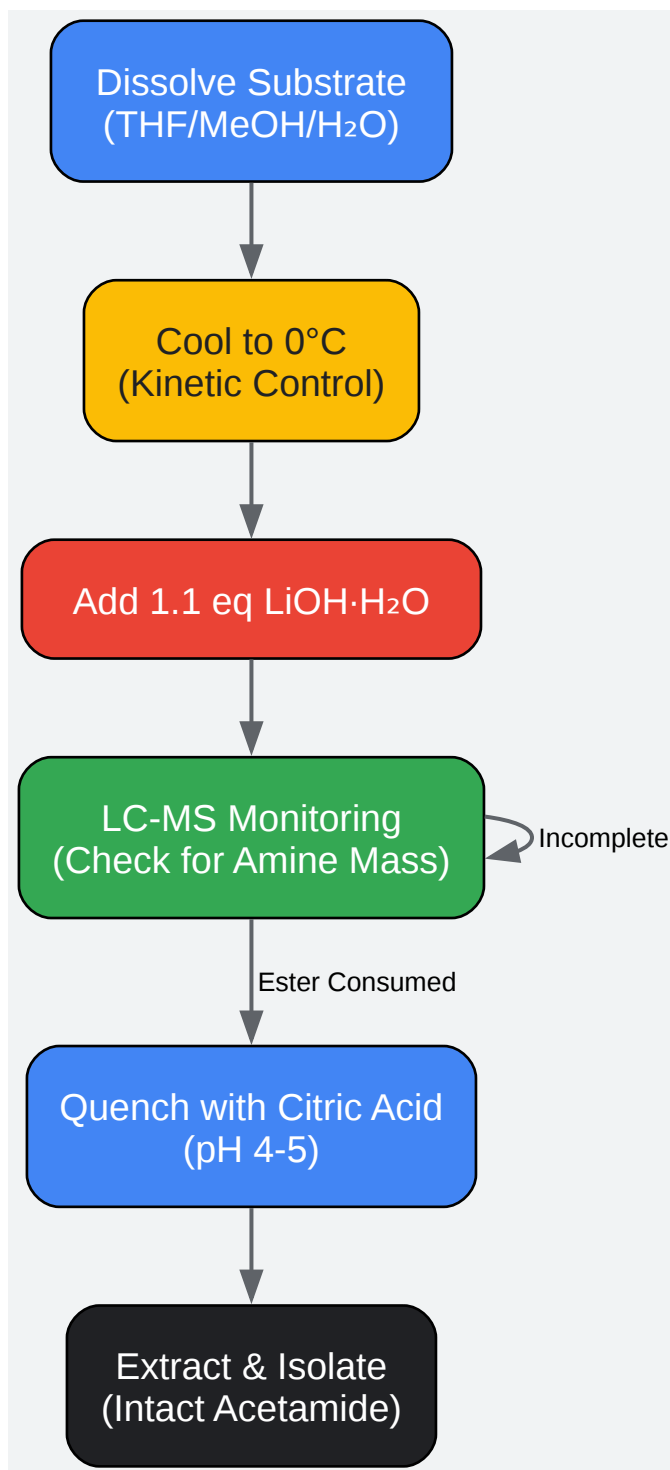 Dissolve Substrate
(THF/MeOH/H₂O)
Cool to 0°C
(Kinetic Control)
Add 1.1 eq LiOH·H₂O
LC-MS Monitoring
(Check for Amine Mass)
Incomplete
Ester Consumed
Quench with Citric Acid
(pH 4-5)
Extract & Isolate
(Intact Acetamide)